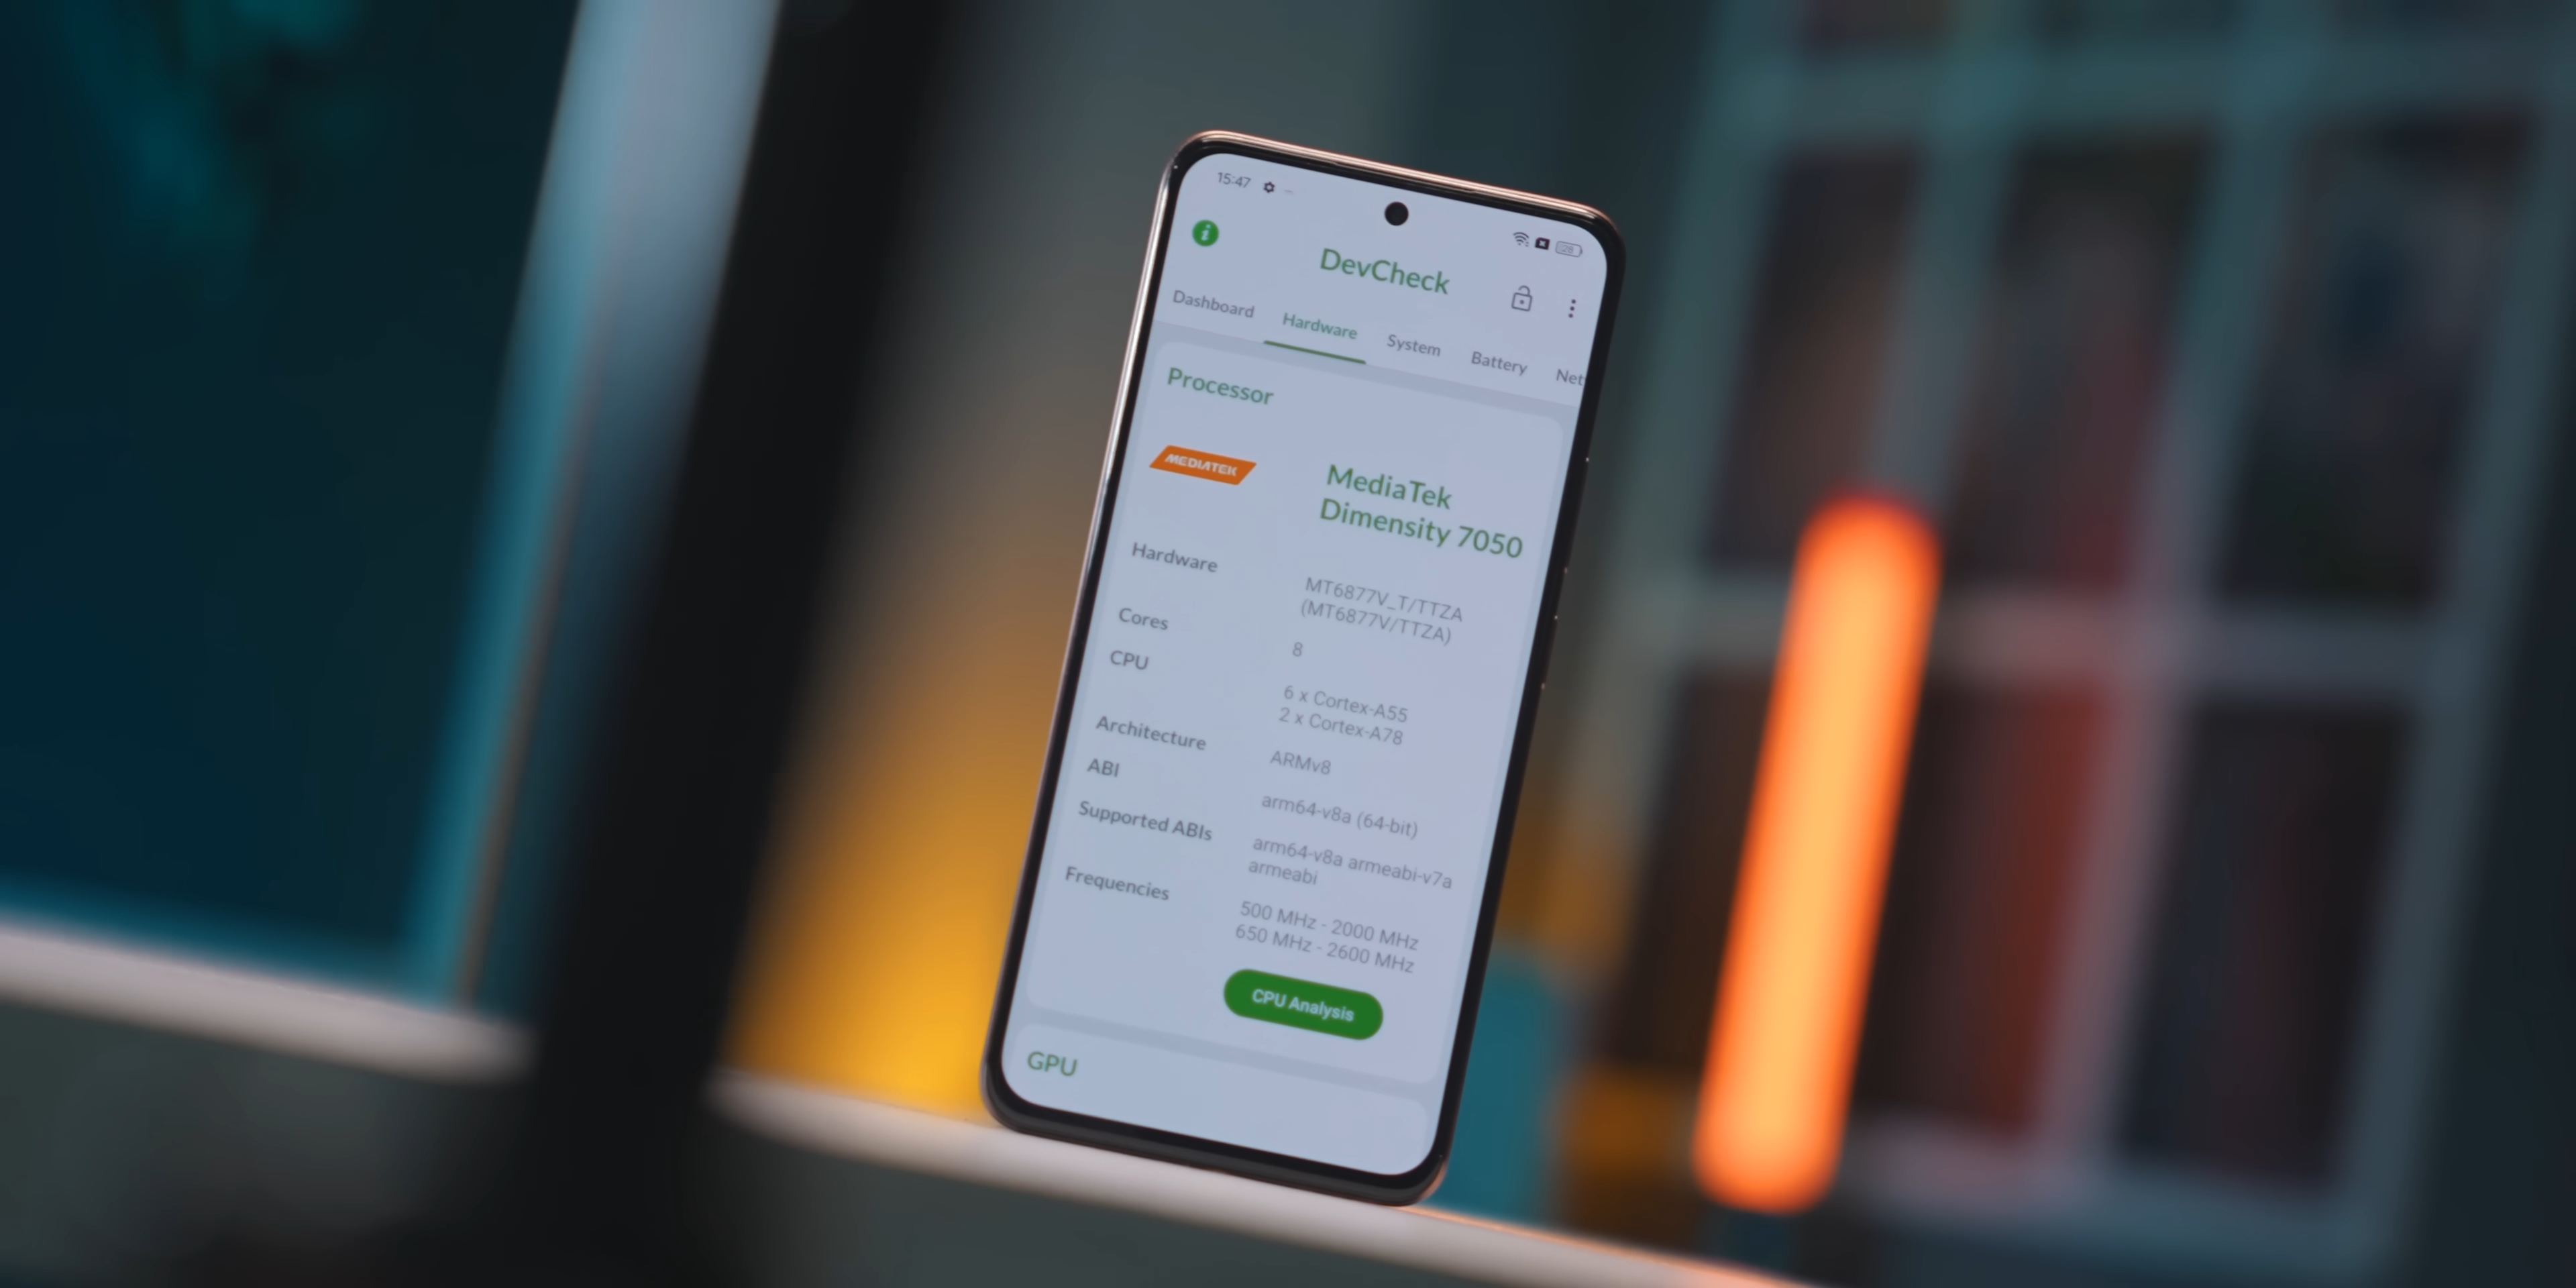 15:47
DevCheck
Dashboard Hardware System Battery Net
Processor
MEDIATEK
MediaTek
Dimensity 7050
Hardware
MT6877V_T/TTZA
(MT6877V/TTZA)
Cores
8
CPU
6 x Cortex-A55
2 x Cortex-A78
Architecture
ARMv8
ABI
arm64-v8a (64-bit)
Supported ABIs
arm64-v8a armeabi-v7a
armeabi
Frequencies
500 MHz - 2000 MHz
650 MHz - 2600 MHz
CPU Analysis
GPU